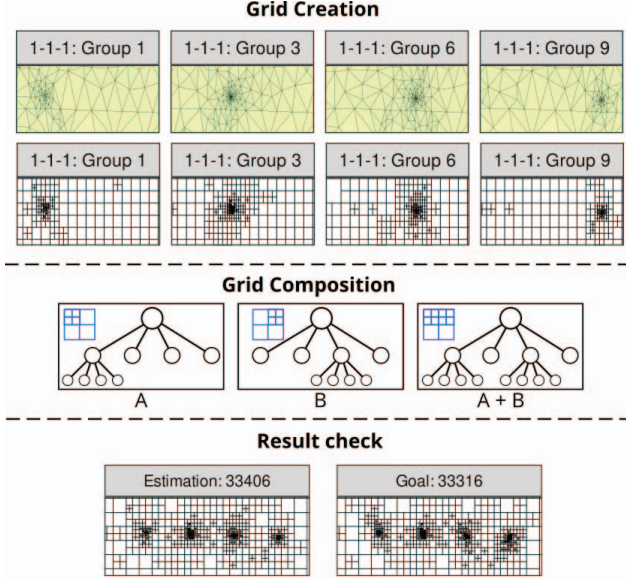 Grid Creation
1-1-1: Group 1
1-1-1: Group 3
1-1-1: Group 6
1-1-1: Group 9
1-1-1: Group 1
1-1-1: Group 3
1-1-1: Group 6
1-1-1: Group 9
Grid Composition
A
B
A + B
Result check
Estimation: 33406
Goal: 33316